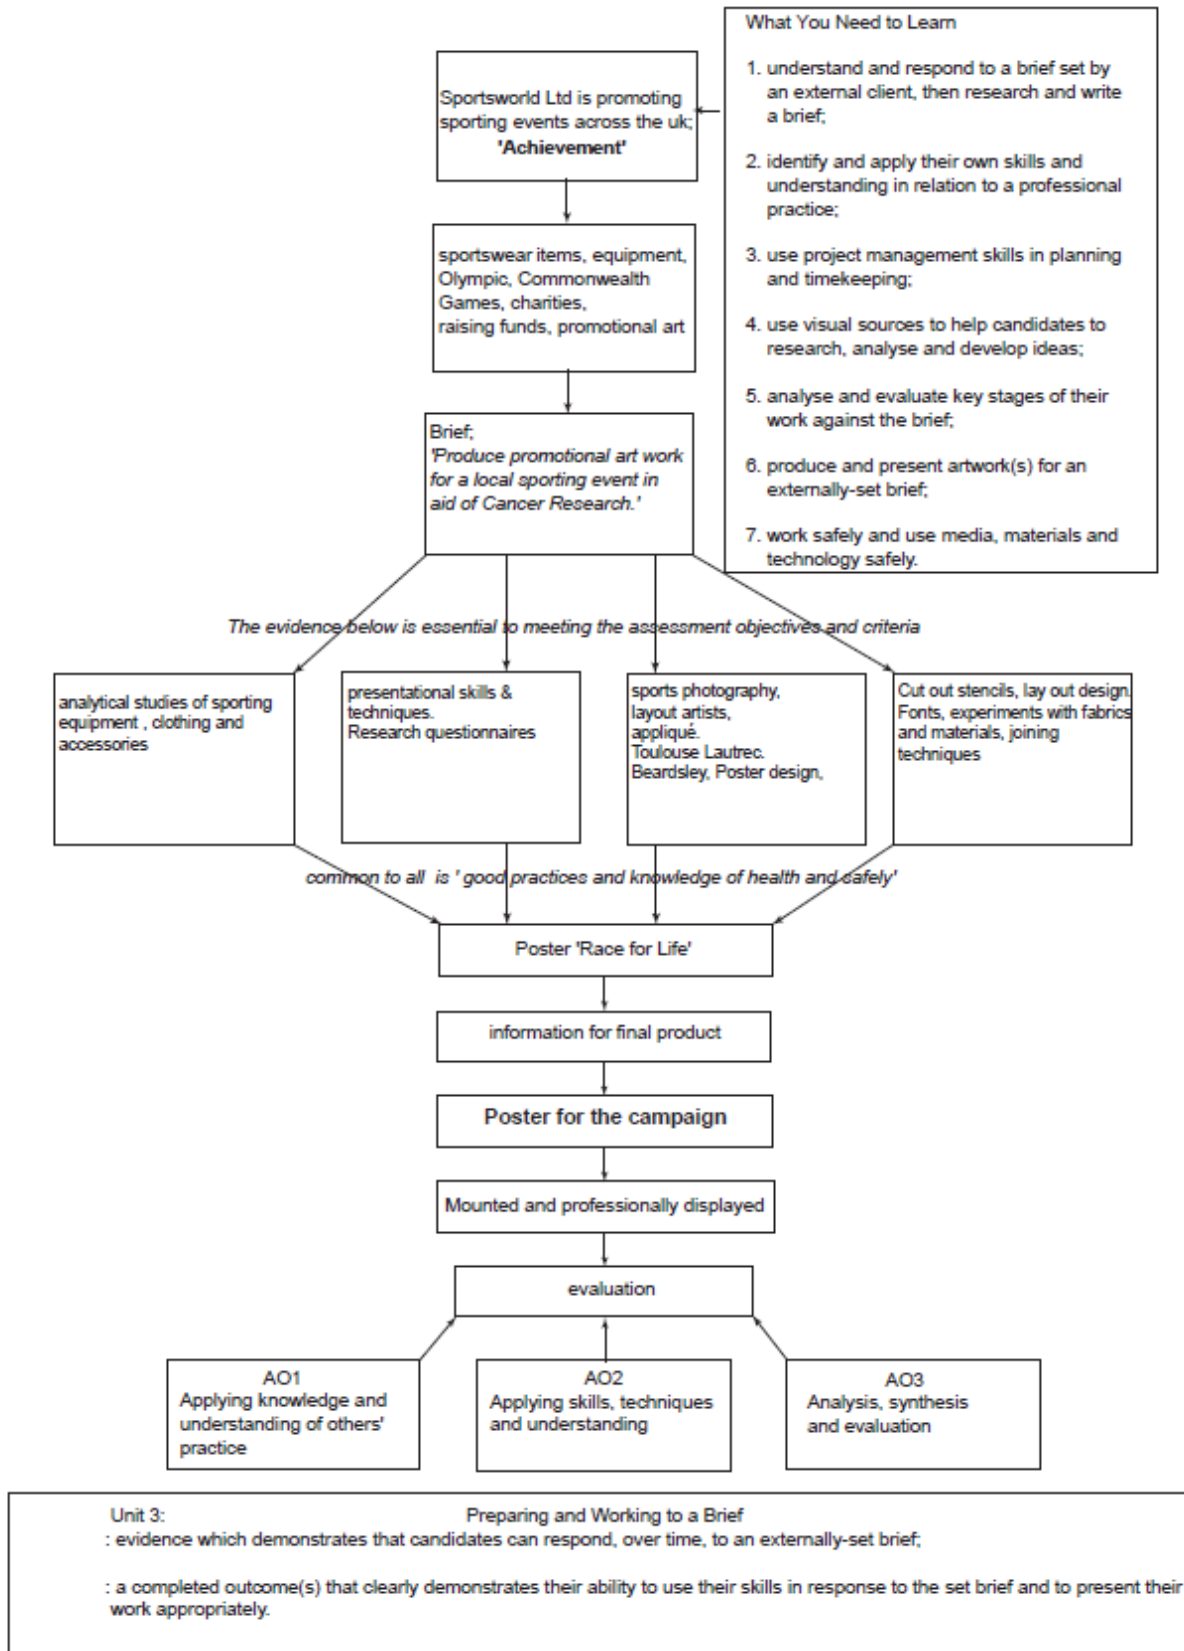 What You Need to Learn
1. understand and respond to a brief set by
an external client, then research and write
a brief;
2. identify and apply their own skills and
understanding in relation to a professional
practice;
3. use project management skills in planning
and timekeeping;
4. use visual sources to help candidates to
research, analyse and develop ideas;
5. analyse and evaluate key stages of their
work against the brief;
6. produce and present artwork(s) for an
externally-set brief;
7. work safely and use media, materials and
technology safely.
Sportsworld Ltd is promoting
sporting events across the uk;
'Achievement'
sportswear items, equipment,
Olympic, Commonwealth
Games, charities,
raising funds, promotional art
Brief;
'Produce promotional art work
for a local sporting event in
aid of Cancer Research.'
The evidence below is essential to meeting the assessment objectives and criteria
analytical studies of sporting
equipment , clothing and
accessories
presentational skills &
techniques.
Research questionnaires
sports photography,
layout artists,
appliqué.
Toulouse Lautrec.
Beardsley, Poster design,
Cut out stencils, lay out design.
Fonts, experiments with fabrics
and materials, joining
techniques
common to all is ' good practices and knowledge of health and safely'
Poster 'Race for Life'
information for final product
Poster for the campaign
Mounted and professionally displayed
evaluation
AO1
Applying knowledge and
understanding of others'
practice
AO2
Applying skills, techniques
and understanding
AO3
Analysis, synthesis
and evaluation
Unit 3: Preparing and Working to a Brief
: evidence which demonstrates that candidates can respond, over time, to an externally-set brief;
: a completed outcome(s) that clearly demonstrates their ability to use their skills in response to the set brief and to present their
work appropriately.